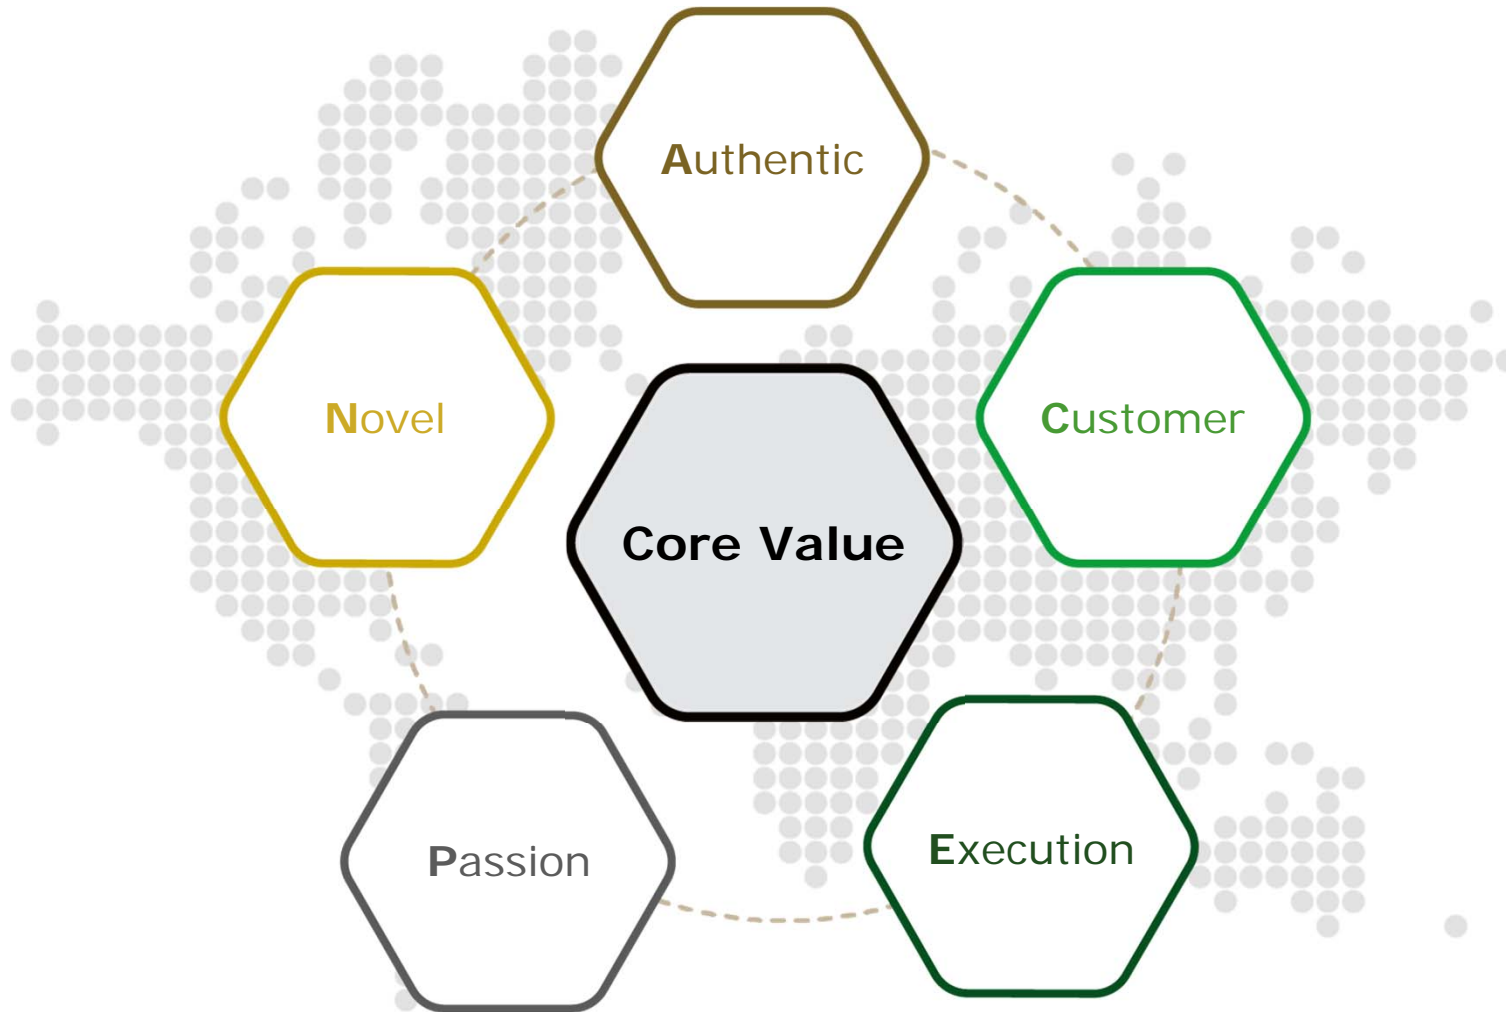 Authentic
Novel
Customer
Core Value
Passion
Execution